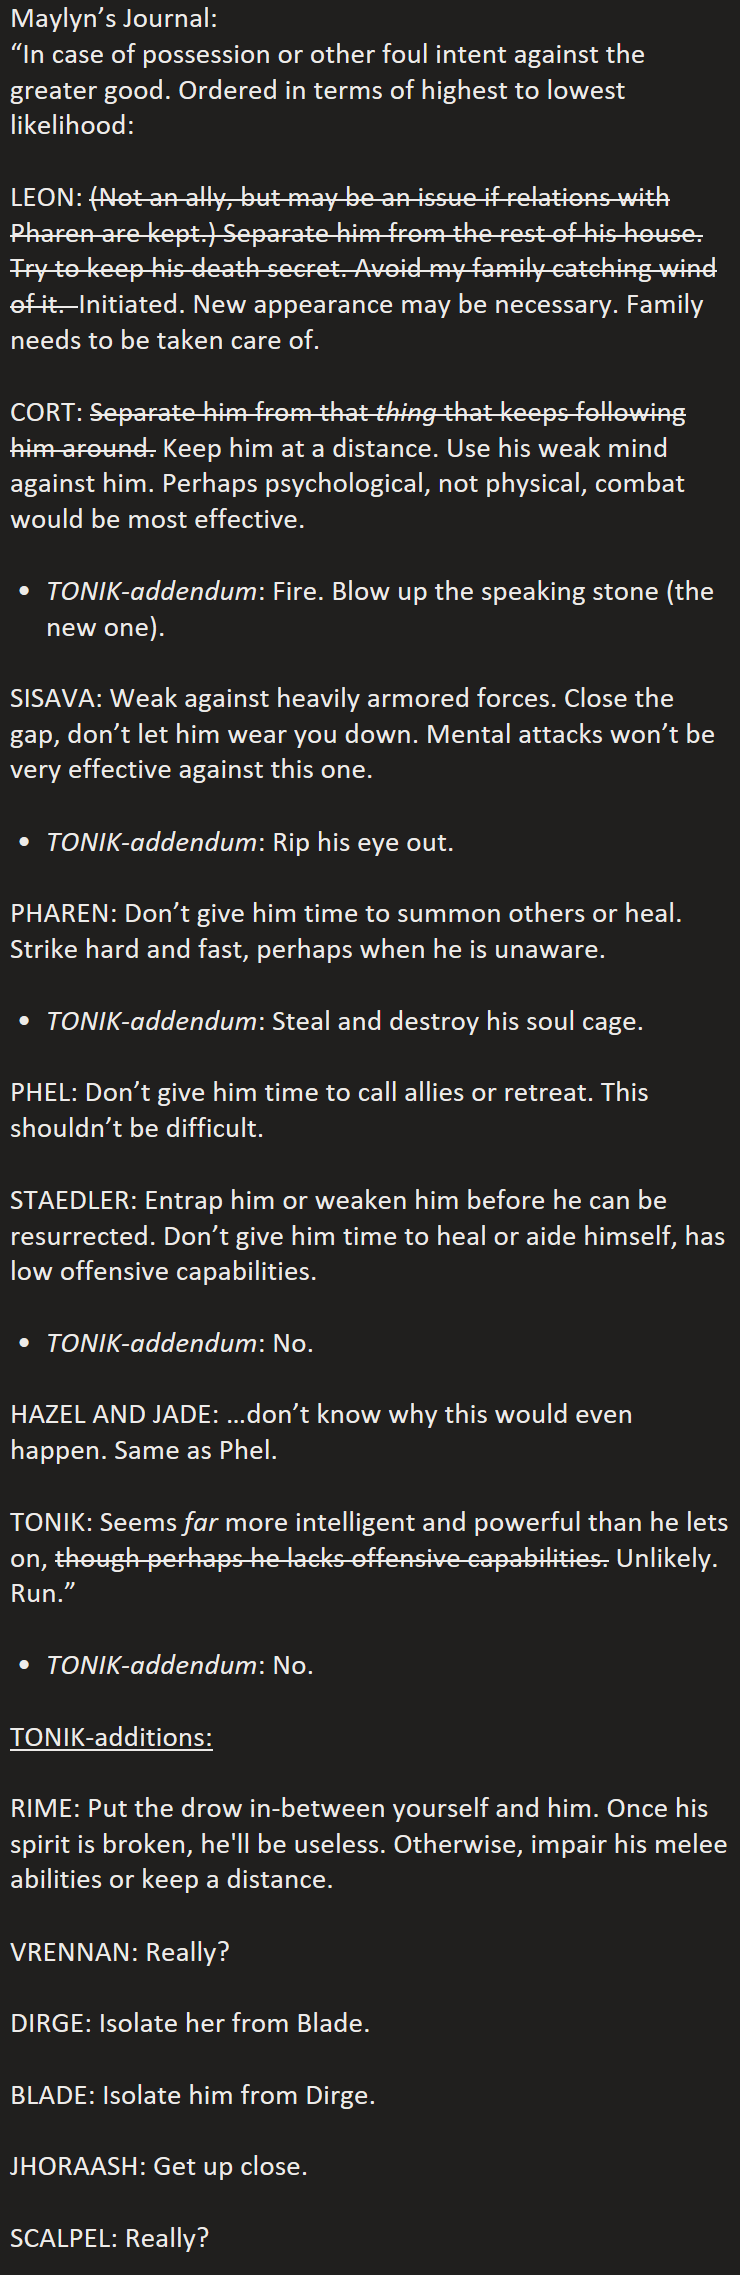 Maylyn’s Journal:
“In case of possession or other foul intent against the
greater good. Ordered in terms of highest to lowest
likelihood:
LEON: (Not an ally, but may be an issue if relations with
Pharen are kept.) Separate him from the rest of his house.
Try to keep his death secret. Avoid my family catching wind
of it. Initiated. New appearance may be necessary. Family
needs to be taken care of.
CORT: Separate him from that thing that keeps following
him around. Keep him at a distance. Use his weak mind
against him. Perhaps psychological, not physical, combat
would be most effective.
• TONIK-addendum: Fire. Blow up the speaking stone (the
new one).
SISAVA: Weak against heavily armored forces. Close the
gap, don’t let him wear you down. Mental attacks won’t be
very effective against this one.
• TONIK-addendum: Rip his eye out.
PHAREN: Don’t give him time to summon others or heal.
Strike hard and fast, perhaps when he is unaware.
• TONIK-addendum: Steal and destroy his soul cage.
PHEL: Don’t give him time to call allies or retreat. This
shouldn’t be difficult.
STAEDLER: Entrap him or weaken him before he can be
resurrected. Don’t give him time to heal or aide himself, has
low offensive capabilities.
• TONIK-addendum: No.
HAZEL AND JADE: …don’t know why this would even
happen. Same as Phel.
TONIK: Seems far more intelligent and powerful than he lets
on, though perhaps he lacks offensive capabilities. Unlikely.
Run.”
• TONIK-addendum: No.
TONIK-additions:
RIME: Put the drow in-between yourself and him. Once his
spirit is broken, he'll be useless. Otherwise, impair his melee
abilities or keep a distance.
VRENNAN: Really?
DIRGE: Isolate her from Blade.
BLADE: Isolate him from Dirge.
JHORAASH: Get up close.
SCALPEL: Really?